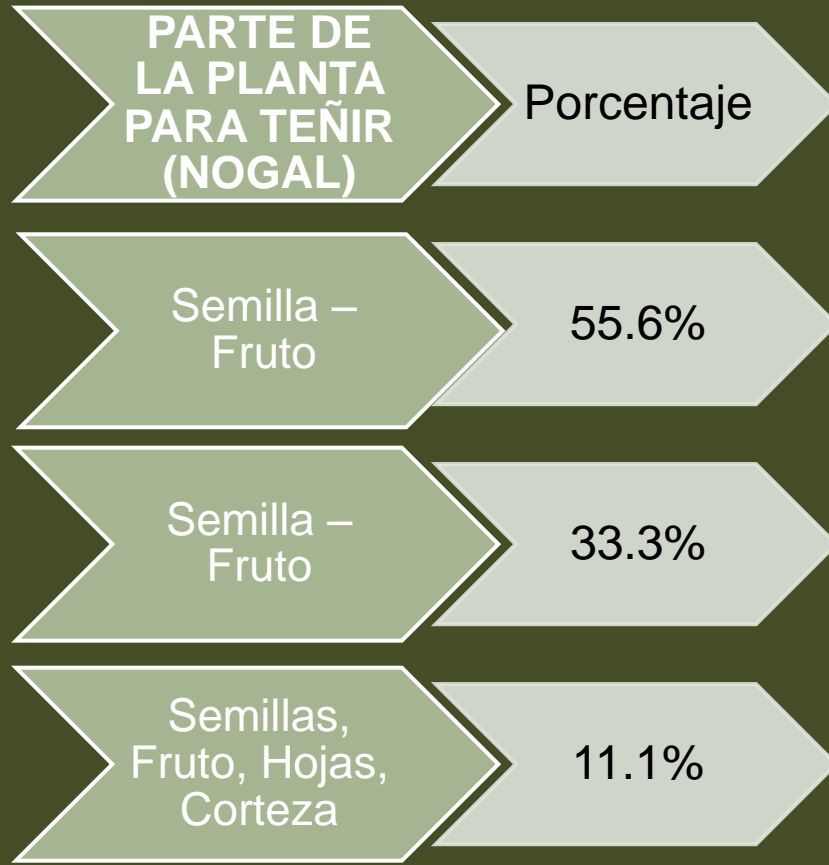 PARTE DE
LA PLANTA
PARA TEÑIR
(NOGAL)
Porcentaje
Semilla –
Fruto
55.6%
Semilla –
Fruto
33.3%
Semillas,
Fruto, Hojas,
Corteza
11.1%